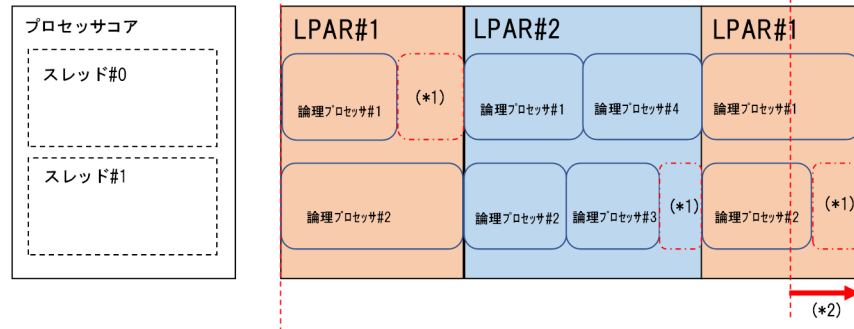 プロセッサコア
スレッド#0
スレッド#1
LPAR#1
LPAR#2
LPAR#1
論理プロセッサ#1
(*1)
論理プロセッサ#1
論理プロセッサ#4
論理プロセッサ#1
論理プロセッサ#2
論理プロセッサ#2
論理プロセッサ#3
(*1)
論理プロセッサ#2
(*1)
(*2)